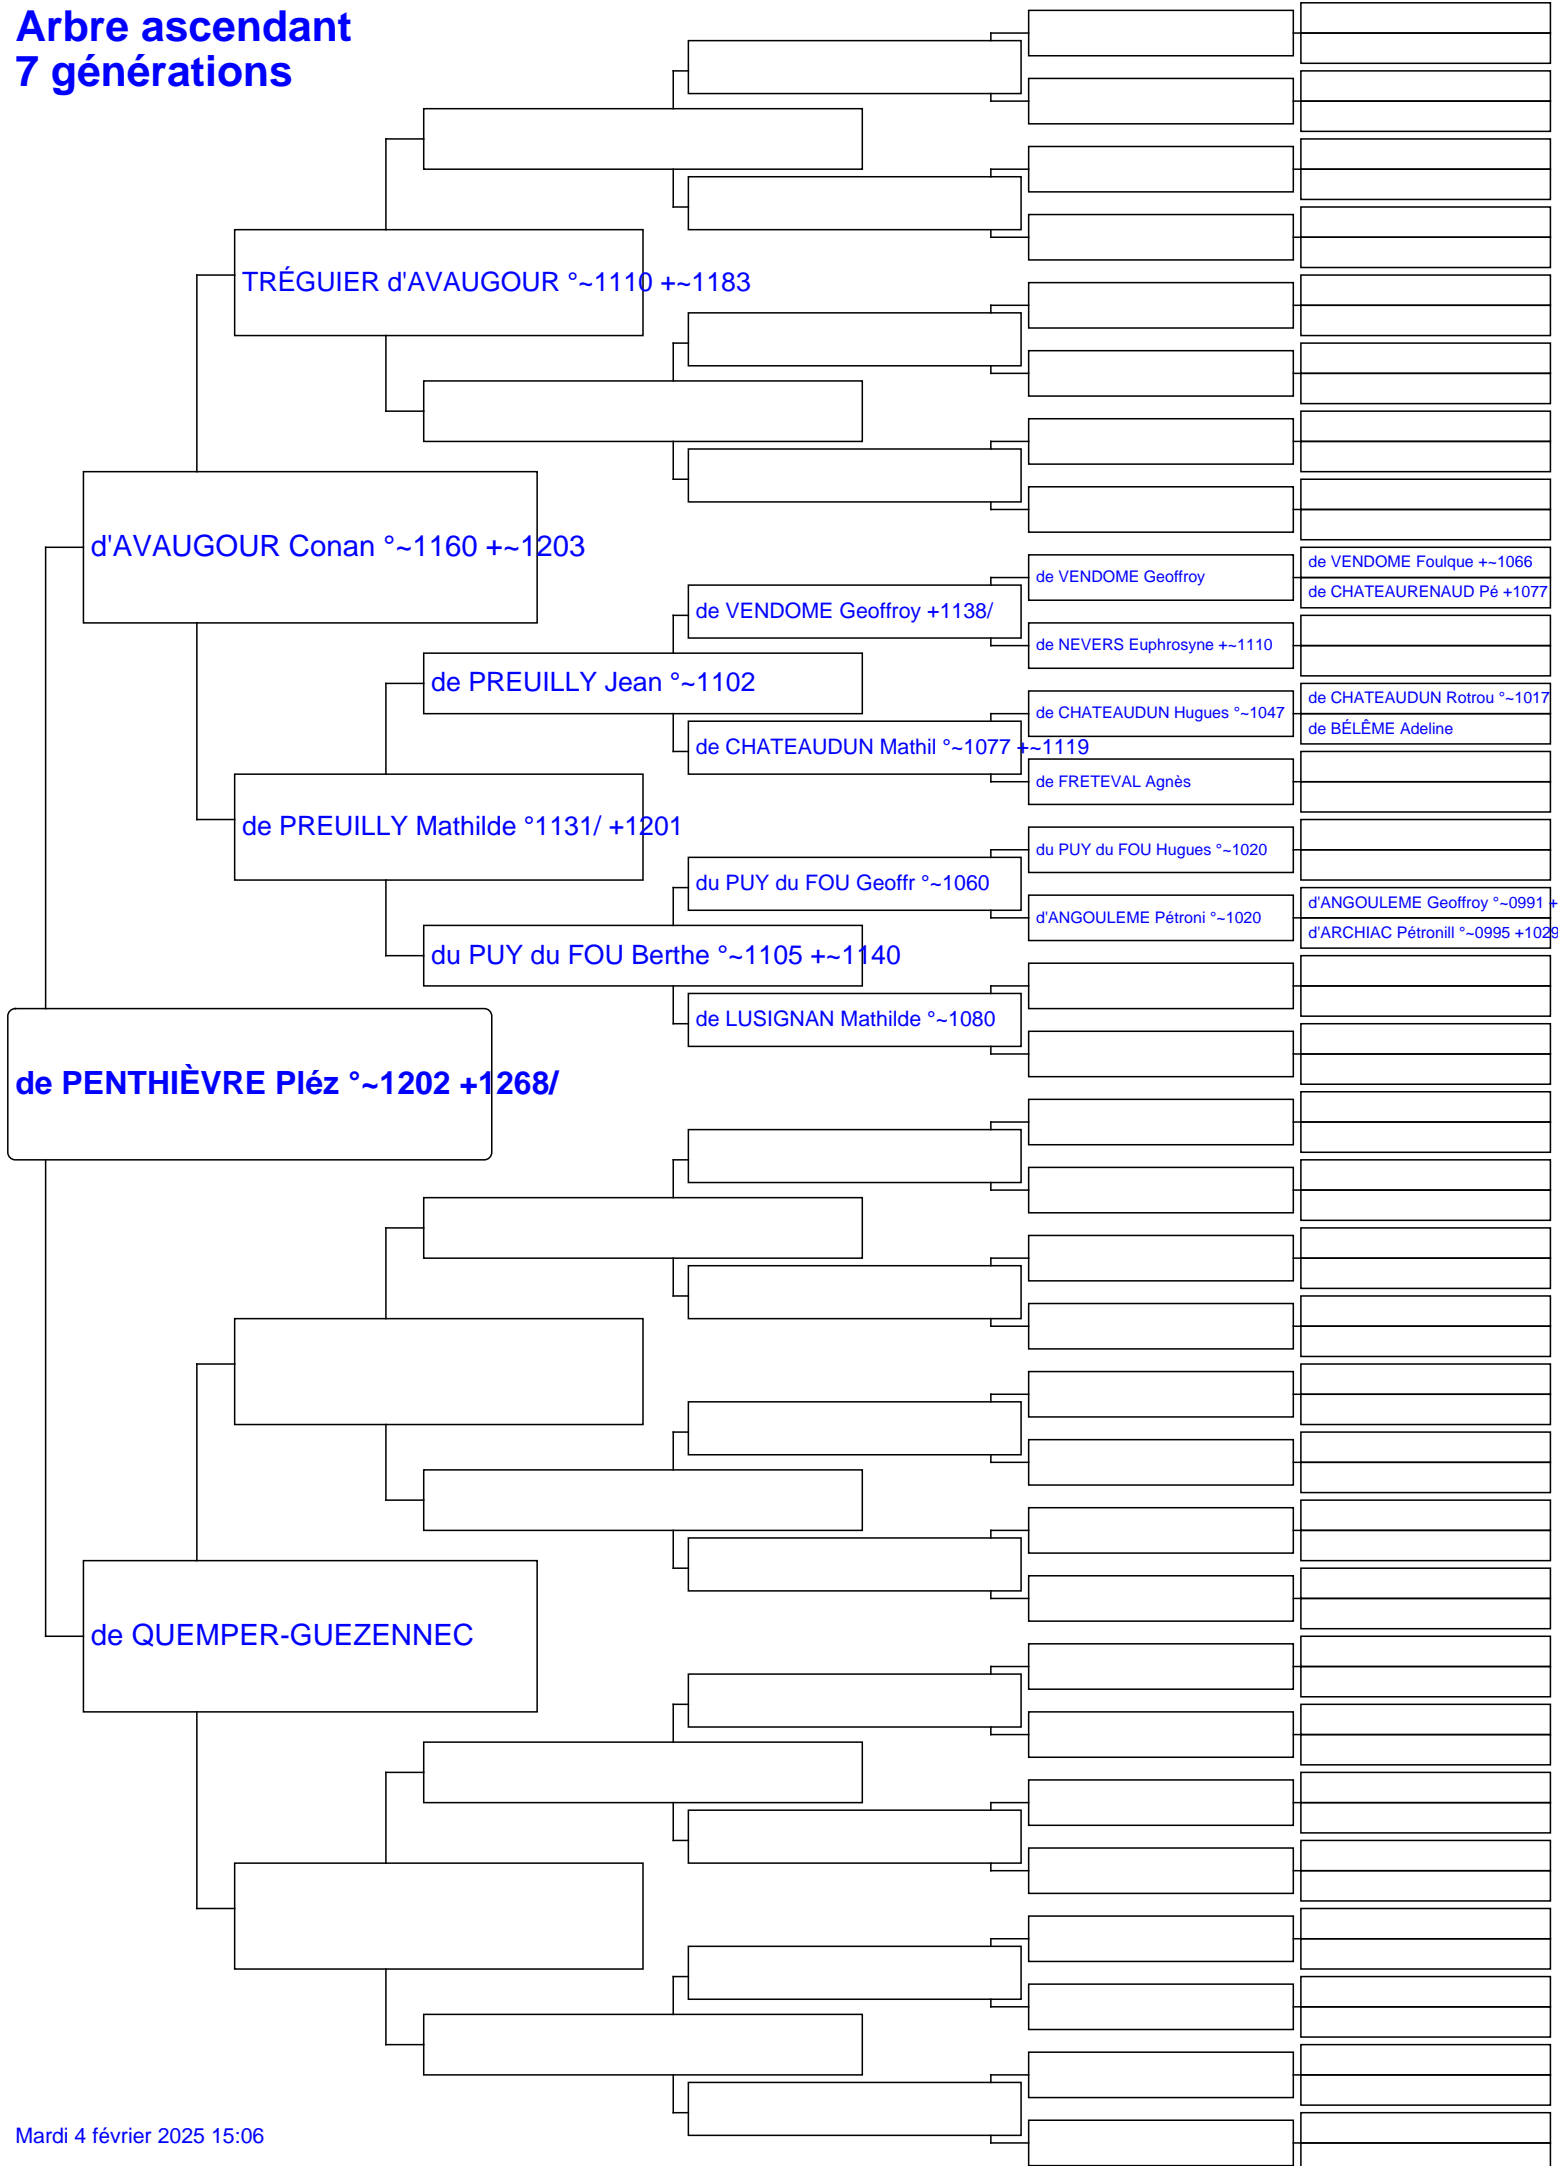 Arbre ascendant
7 générations
TRÉGUIER d'AVAUGOUR °~1110 +~1183
d'AVAUGOUR Conan °~1160 +~1203
de VENDOME Foulque +~1066
de VENDOME Geoffroy
de CHATEAURENAUD Pé +1077
de VENDOME Geoffroy +1138/
de NEVERS Euphrosyne +~1110
de PREUILLY Jean °~1102
de CHATEAUDUN Rotrou °~1017
de CHATEAUDUN Hugues °~1047
de BÉLÊME Adeline
de CHATEAUDUN Mathil °~1077 +~1119
de FRETEVAL Agnès
de PREUILLY Mathilde °1131/ +1201
du PUY du FOU Hugues °~1020
du PUY du FOU Geoffr °~1060
d'ANGOULEME Geoffroy °~0991 +
d'ANGOULEME Pétroni °~1020
d'ARCHIAC Pétronill °~0995 +1029
du PUY du FOU Berthe °~1105 +~1140
de LUSIGNAN Mathilde °~1080
de PENTHIÈVRE Pléz °~1202 +1268/
de QUEMPER-GUEZENNEC
Mardi 4 février 2025 15:06